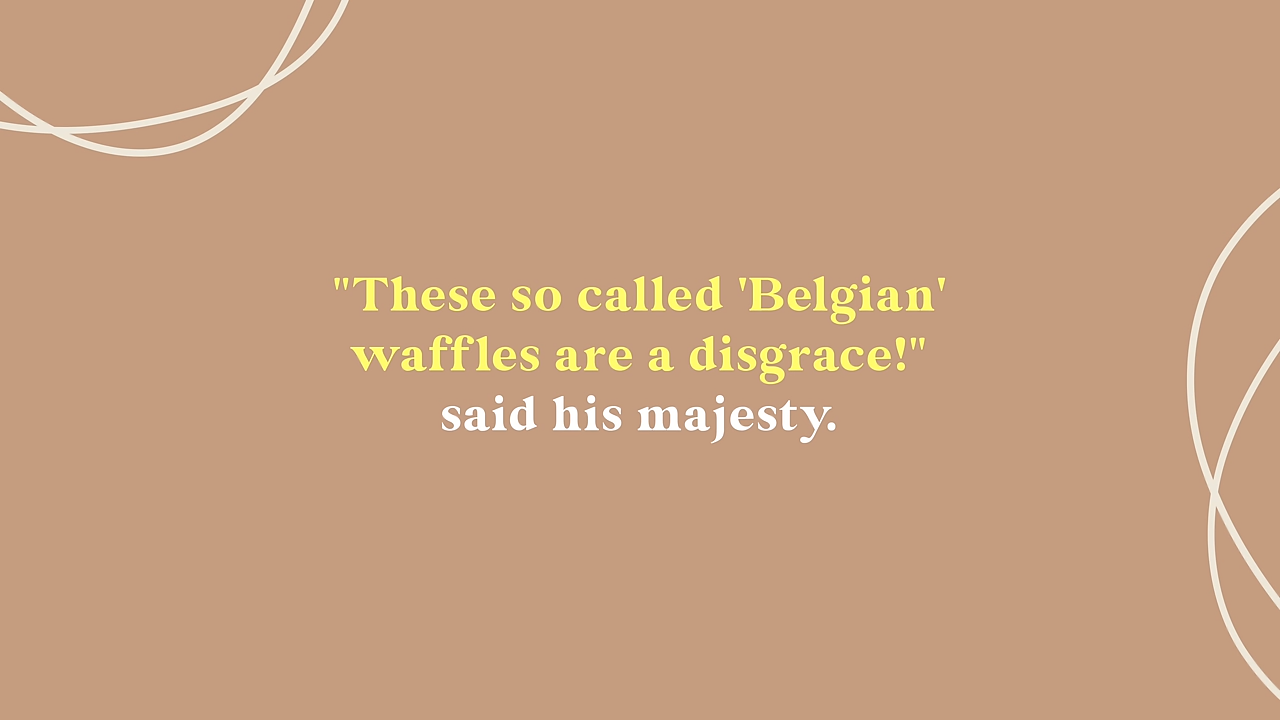 "These so called 'Belgian'
waffles are a disgrace!"
said his majesty.